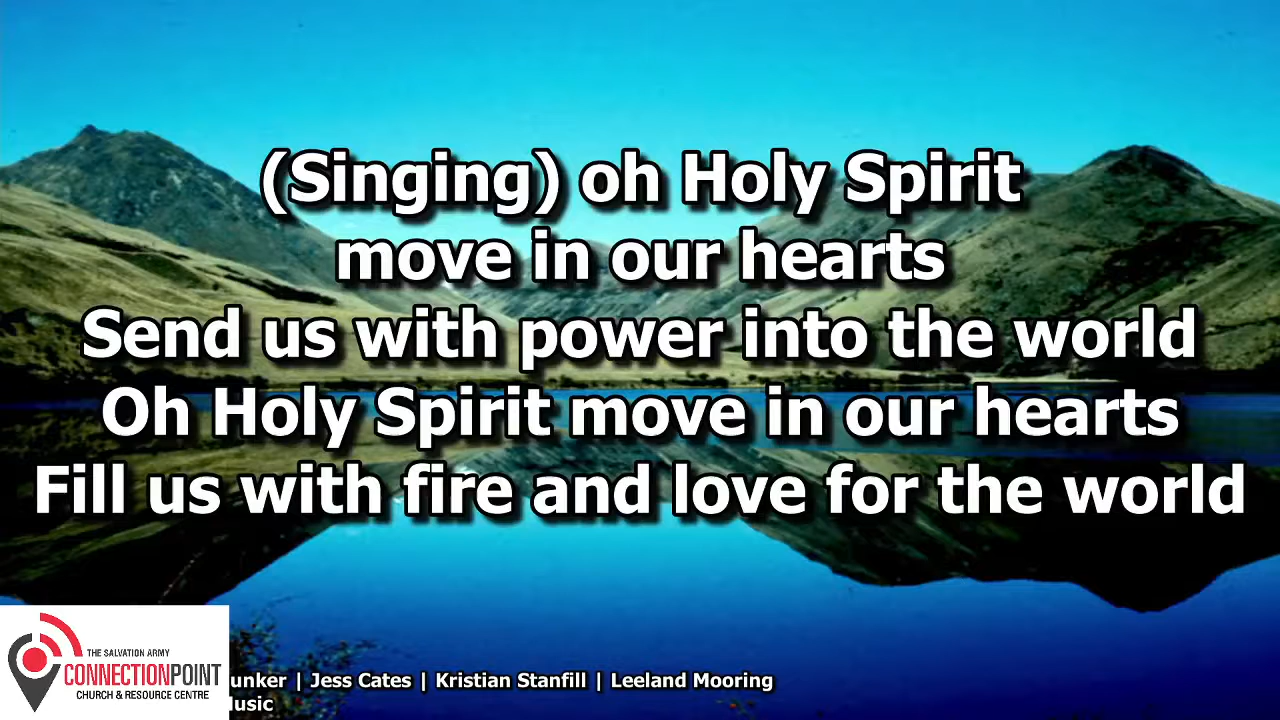 (Singing) oh Holy Spirit
move in our hearts
Send us with power into the world
Oh Holy Spirit move in our hearts
Fill us with fire and love for the world
THE SALVATION ARMY
CONNECTIONPOINT
CHURCH & RESOURCE CENTRE
| Jess Cates | Kristian Stanfill | Leeland Mooring